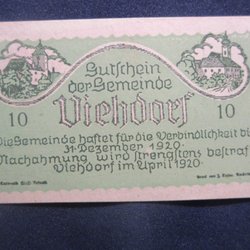 Gutschein
der Gemeinde
Viehdorf
10 10
Die Gemeinde haftet für die Verbindlichkeit bis
31. Dezember 1920.
Nachahmung wird strengstens bestraf
Viehdorf im April 1920.